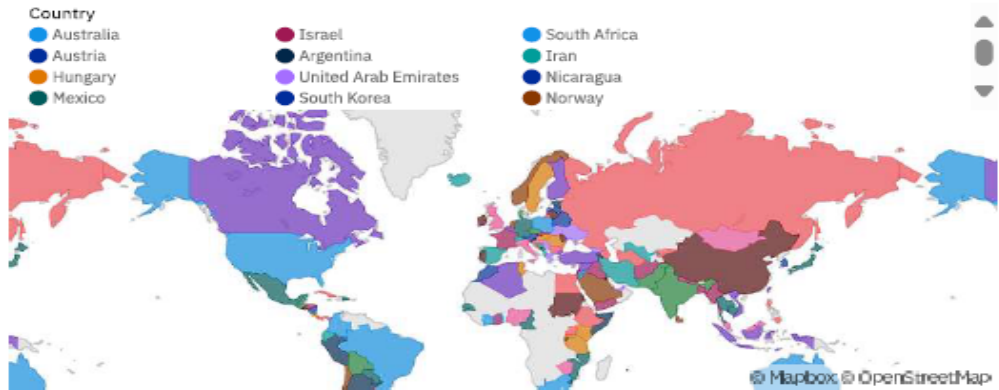 Country
Australia
Austria
Hungary
Mexico
Israel
Argentina
United Arab Emirates
South Korea
South Africa
Iran
Nicaragua
Norway
© Mapbox © OpenStreetMap